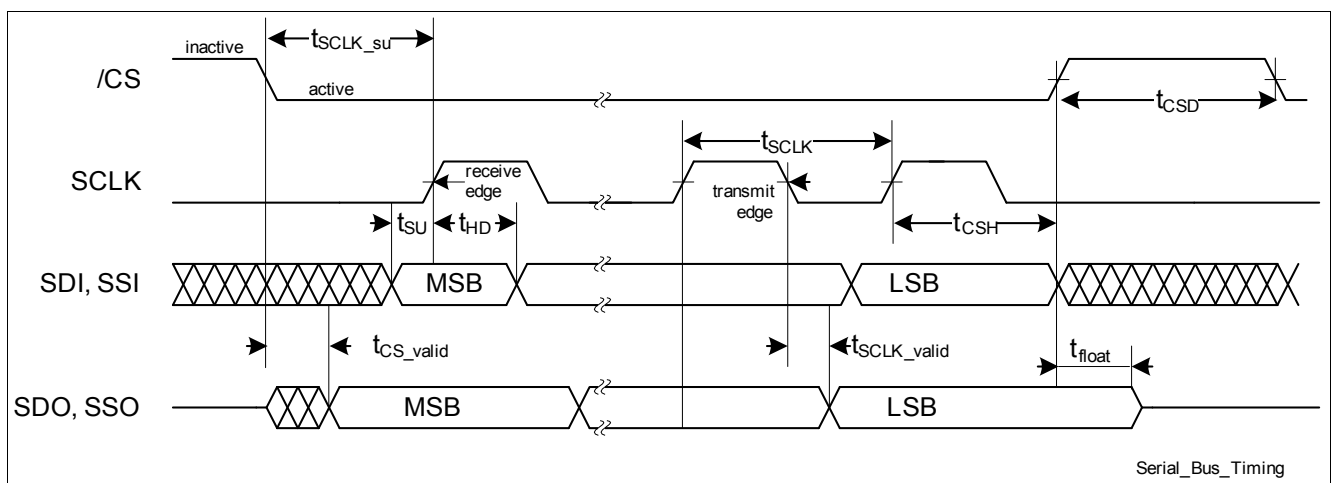 inactive
tSCLK_su
/CS
active
tCSD
tSCLK
SCLK
receive
edge
transmit
edge
tSU
tHD
tCSH
SDI, SSI
MSB
LSB
tCS_valid
tSCLK_valid
tfloat
SDO, SSO
MSB
LSB
Serial_Bus_Timing